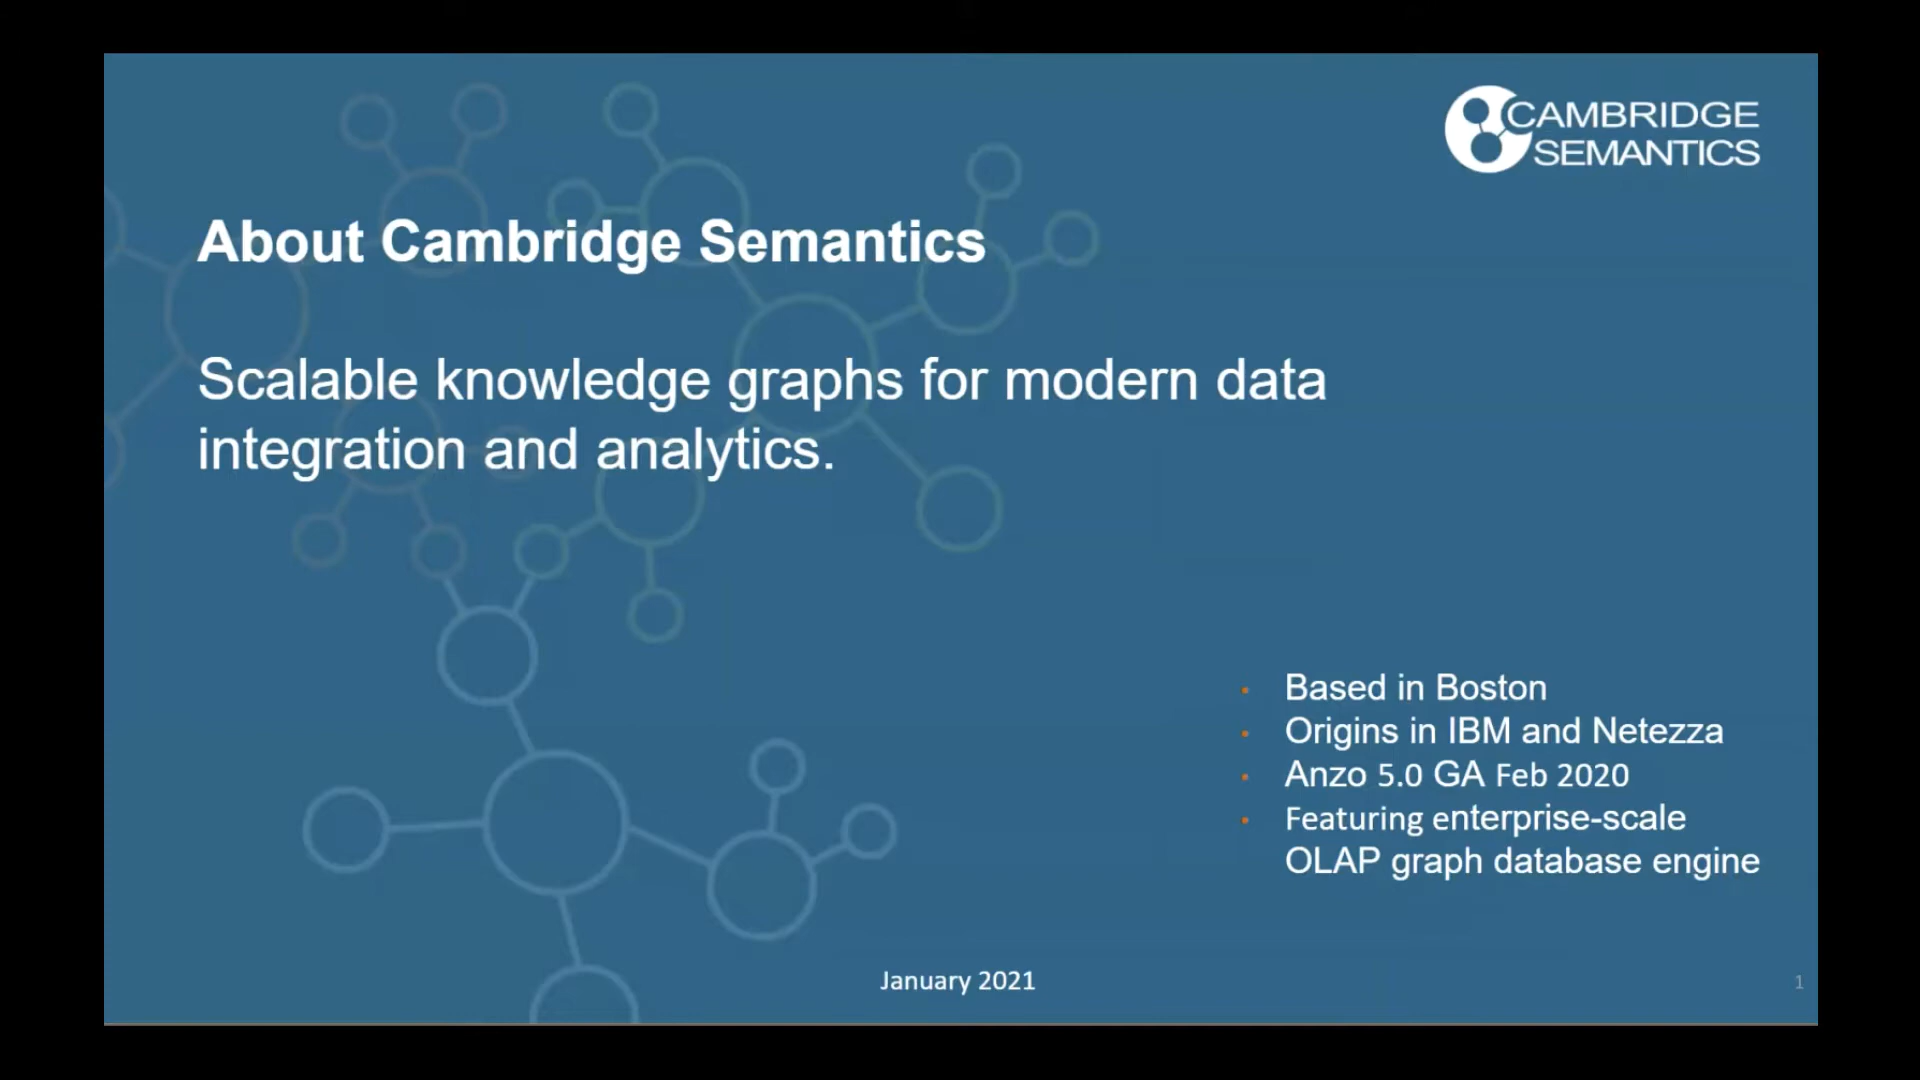 CAMBRIDGE
SEMANTICS
About Cambridge Semantics
Scalable knowledge graphs for modern data
integration and analytics.
· Based in Boston
· Origins in IBM and Netezza
· Anzo 5.0 GA Feb 2020
· Featuring enterprise-scale
OLAP graph database engine
January 2021
1